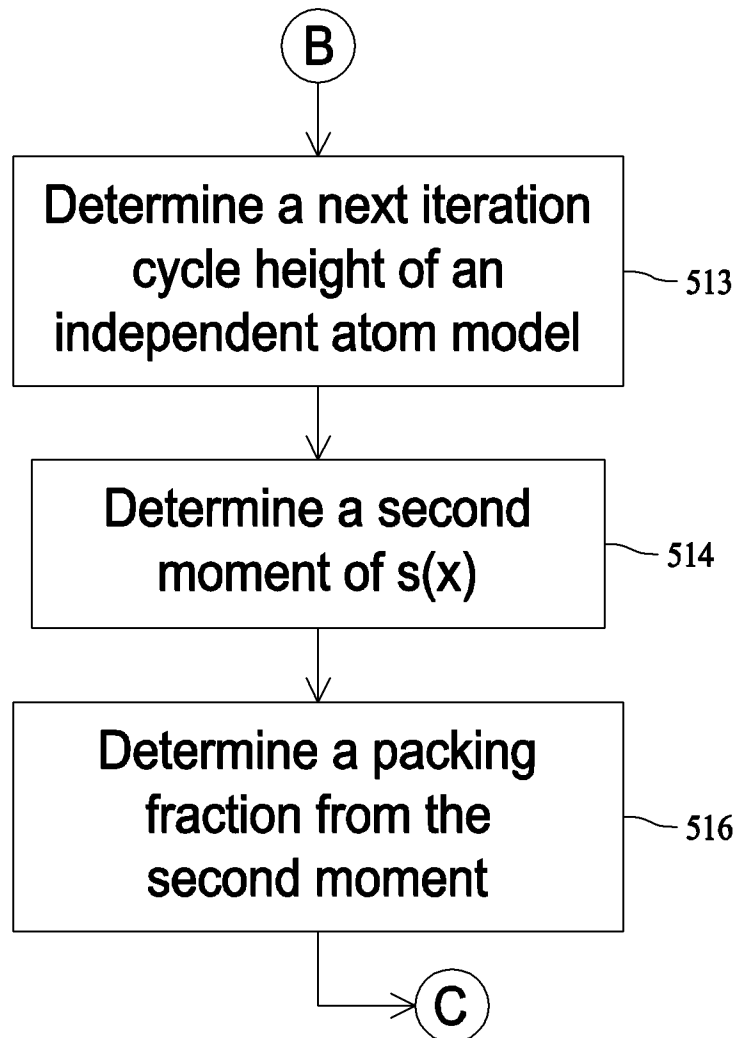 B
Determine a next iteration
cycle height of an
independent atom model
513
Determine a second
moment of s(x)
514
Determine a packing
fraction from the
second moment
516
C